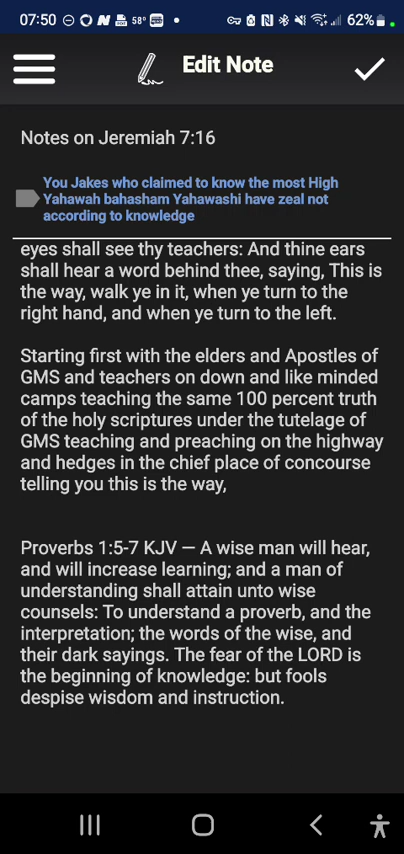 07:50 58° 62%
Edit Note
Notes on Jeremiah 7:16
You Jakes who claimed to know the most High
Yahawah bahasham Yahawashi have zeal not
according to knowledge
eyes shall see thy teachers: And thine ears
shall hear a word behind thee, saying, This is
the way, walk ye in it, when ye turn to the
right hand, and when ye turn to the left.
Starting first with the elders and Apostles of
GMS and teachers on down and like minded
camps teaching the same 100 percent truth
of the holy scriptures under the tutelage of
GMS teaching and preaching on the highway
and hedges in the chief place of concourse
telling you this is the way,
Proverbs 1:5-7 KJV — A wise man will hear,
and will increase learning; and a man of
understanding shall attain unto wise
counsels: To understand a proverb, and the
interpretation; the words of the wise, and
their dark sayings. The fear of the LORD is
the beginning of knowledge: but fools
despise wisdom and instruction.